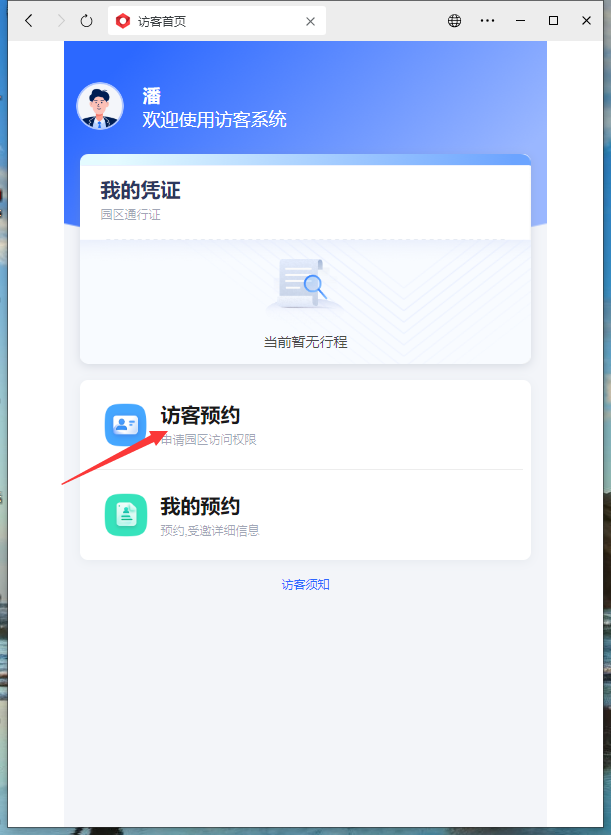 访客首页
潘
欢迎使用访客系统
我的凭证
园区通行证
当前暂无行程
访客预约
申请园区访问权限
我的预约
预约,受邀详细信息
访客须知